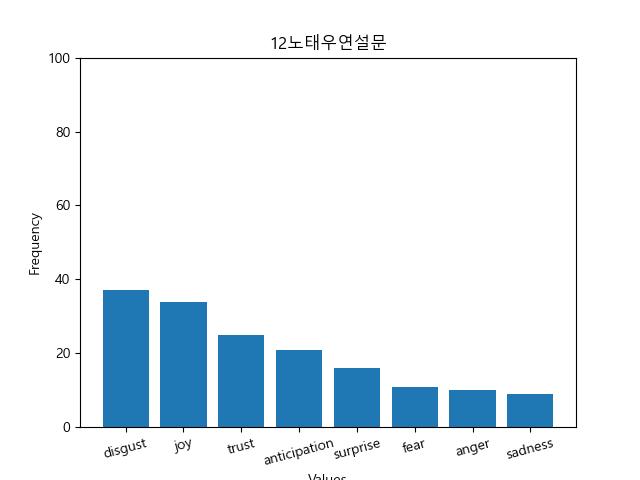 12노태우연설문
100
80
60
40
20
0
Frequency
disgust joy trust anticipation surprise fear anger sadness
Values